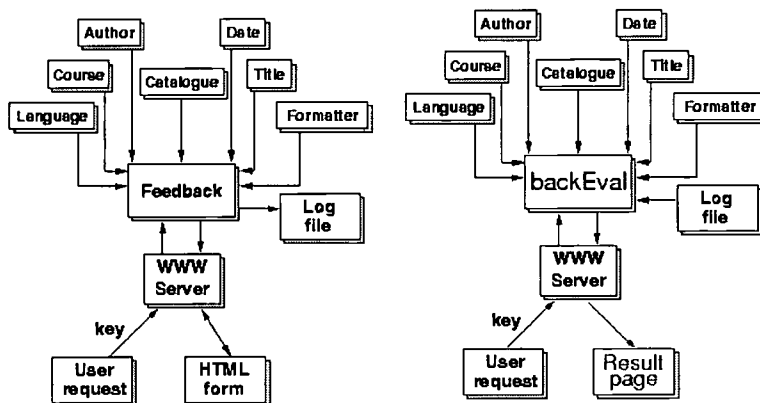 Author
Date
Course
Catalogue
Title
Language
Formatter
Feedback
Log
file
WWW
Server
key
User
request
HTML
form
Author
Date
Course
Catalogue
Title
Language
Formatter
backEval
Log
file
WWW
Server
key
User
request
Result
page